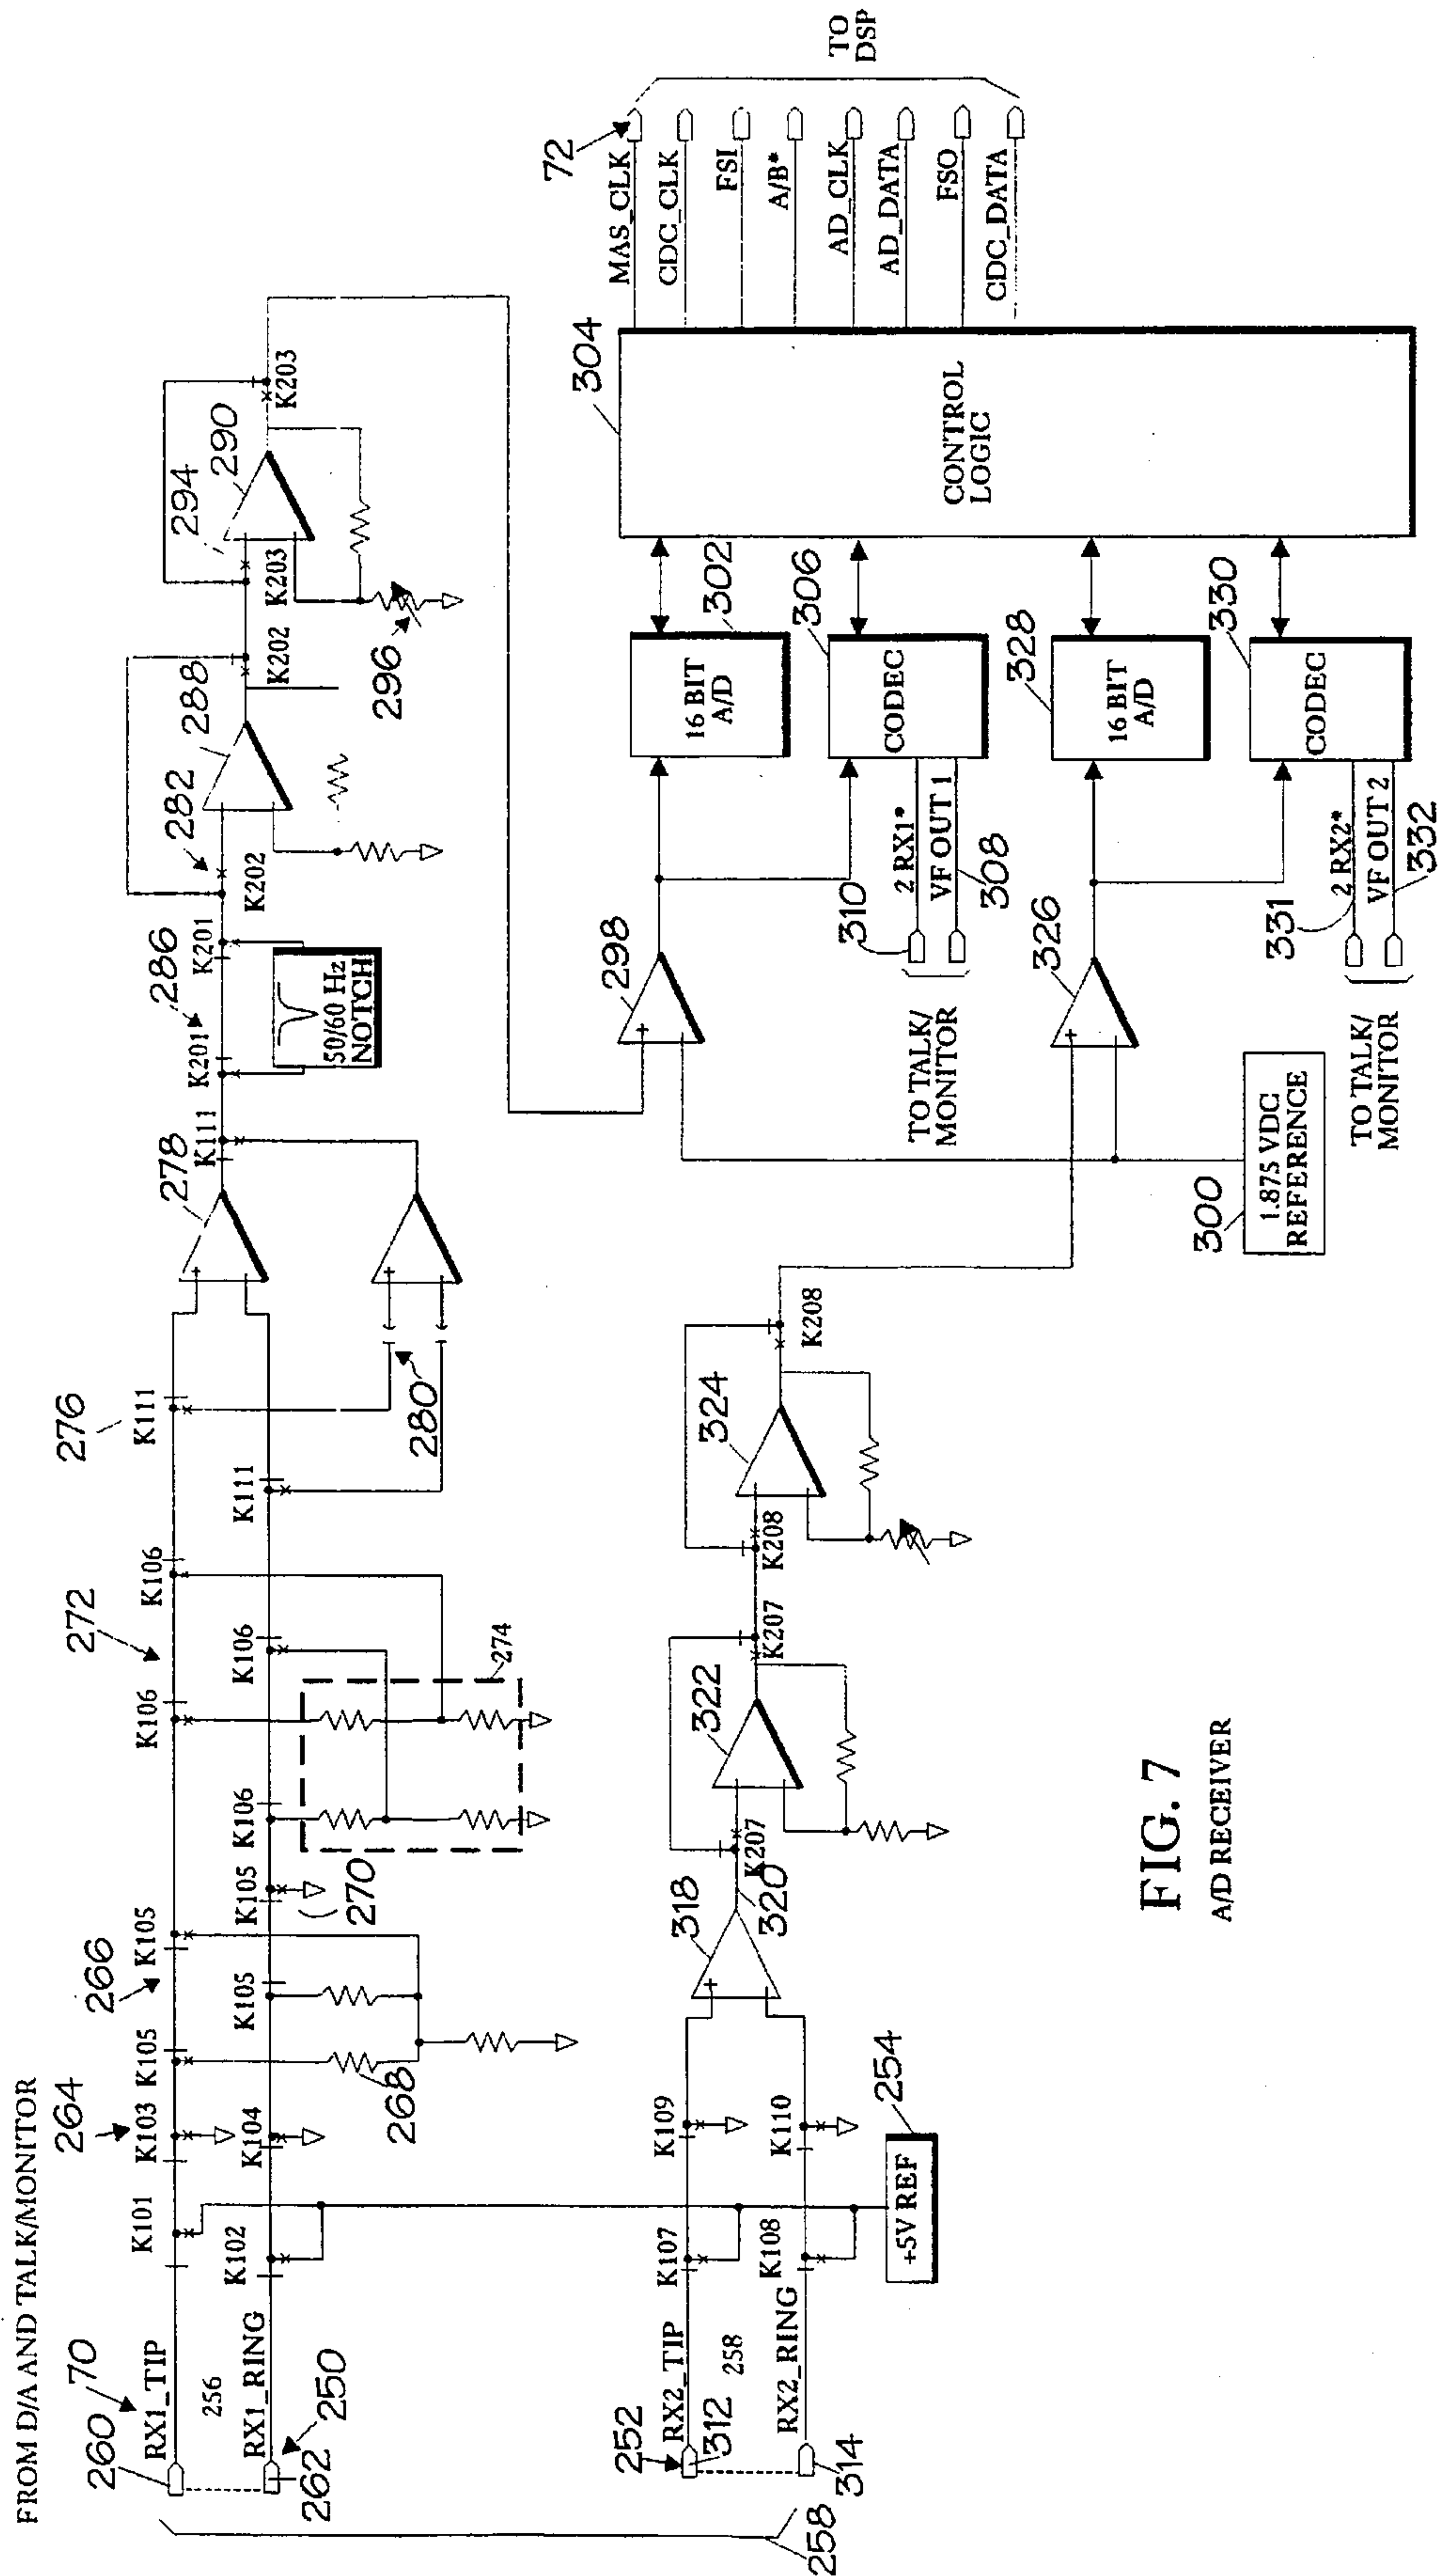 FROM D/A AND TALK/MONITOR
70
260
RX1_TIP
256
RX1_RING
250
262
258
K101
K102
264
K103
K104
K105
266
K105
268
K105
K105
270
K106
272
K106
K106
K106
274
276
K111
K111
280
278
+
+
K111
286
K201
K201
50/60 Hz
NOTCH
282
K202
288
K202
294
K203
290
K203
296
252
RX2_TIP
312
258
RX2_RING
314
K107
K108
K109
K110
+5V REF
254
318
+
320
K207
322
K207
K208
324
K208
298
+
326
+
300
1.875 VDC
REFERENCE
16 BIT
A/D
302
CODEC
306
310
2 RX1*
VF OUT 1
308
TO TALK/
MONITOR
16 BIT
A/D
328
CODEC
330
2 RX2*
331
VF OUT 2
332
TO TALK/
MONITOR
304
CONTROL
LOGIC
72
MAS_CLK
CDC_CLK
FSI
A/B*
AD_CLK
AD_DATA
FSO
CDC_DATA
TO
DSP
FIG. 7
A/D RECEIVER